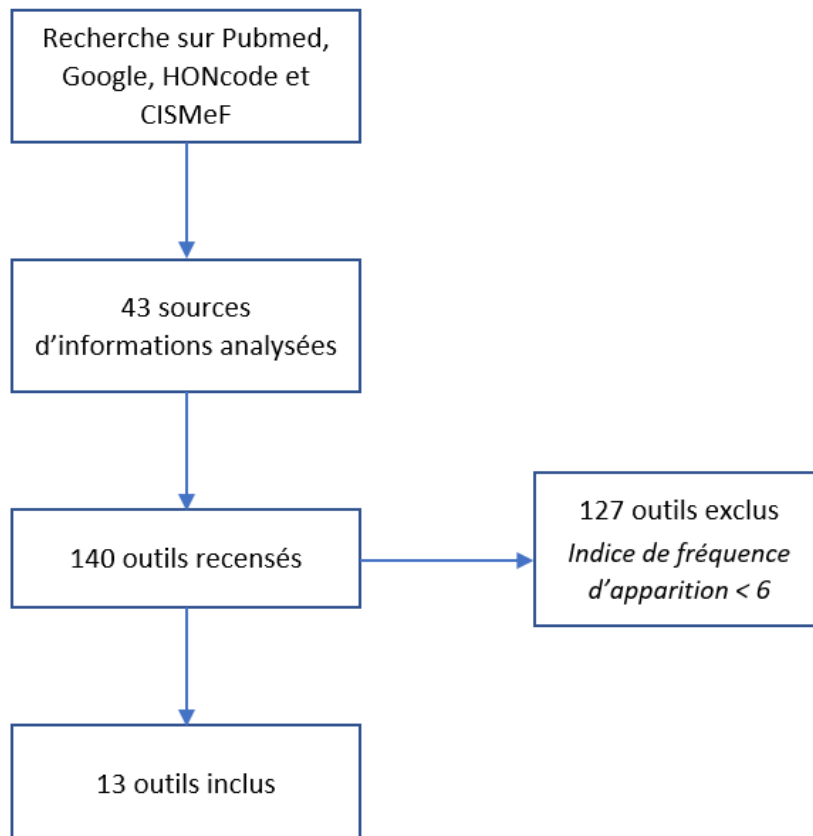 Recherche sur Pubmed,
Google, HONcode et
CISMeF
43 sources
d’informations analysées
140 outils recensés
127 outils exclus
Indice de fréquence
d’apparition < 6
13 outils inclus